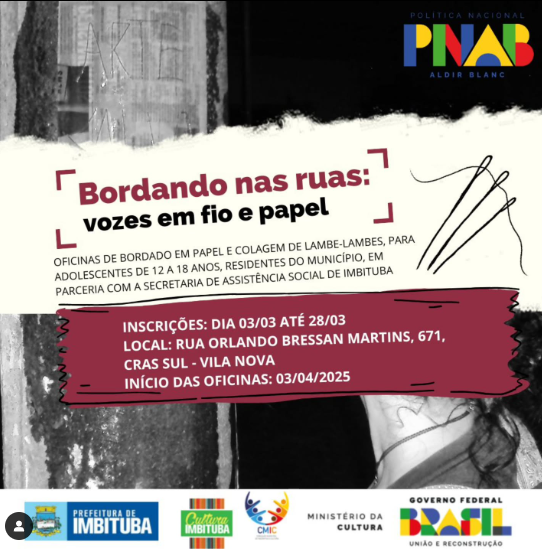 POLÍTICA NACIONAL
PNAB
ALDIR BLANC
ARTE
Bordando nas ruas:
vozes em fio e papel
OFICINAS DE BORDADO EM PAPEL E COLAGEM DE LAMBE-LAMBES, PARA
ADOLESCENTES DE 12 A 18 ANOS, RESIDENTES DO MUNICÍPIO, EM
PARCERIA COM A SECRETARIA DE ASSISTÊNCIA SOCIAL DE IMBITUBA
INSCRIÇÕES: DIA 03/03 ATÉ 28/03
LOCAL: RUA ORLANDO BRESSAN MARTINS, 671,
CRAS SUL - VILA NOVA
INÍCIO DAS OFICINAS: 03/04/2025
PREFEITURA DE
IMBITUBA
Cultura
IMBITUBA
CMIC
MINISTÉRIO DA
CULTURA
GOVERNO FEDERAL
BRASIL
UNIÃO E RECONSTRUÇÃO